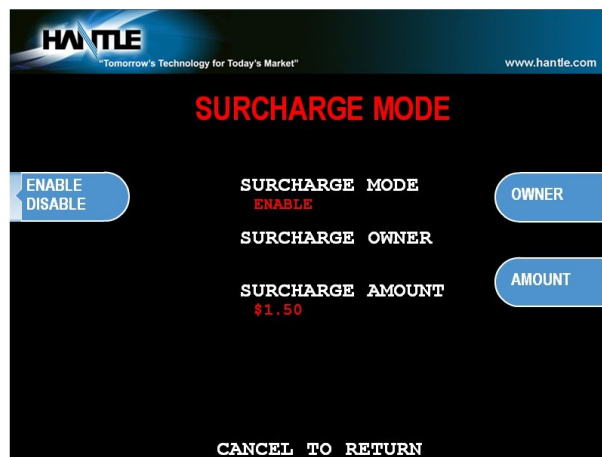 HANTLE
"Tomorrow's Technology for Today's Market"
www.hantle.com
SURCHARGE MODE
ENABLE
DISABLE
SURCHARGE MODE
ENABLE
OWNER
SURCHARGE OWNER
SURCHARGE AMOUNT
$1.50
AMOUNT
CANCEL TO RETURN